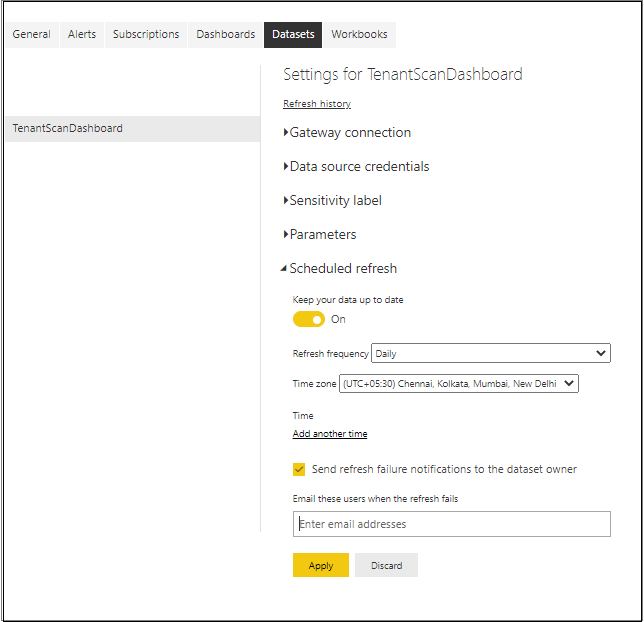 General Alerts Subscriptions Dashboards Datasets Workbooks
TenantScanDashboard
Settings for TenantScanDashboard
Refresh history
Gateway connection
Data source credentials
Sensitivity label
Parameters
Scheduled refresh
Keep your data up to date
On
Refresh frequency Daily
Time zone (UTC+05:30) Chennai, Kolkata, Mumbai, New Delhi
Time
Add another time
Send refresh failure notifications to the dataset owner
Email these users when the refresh fails
Enter email addresses
Apply Discard